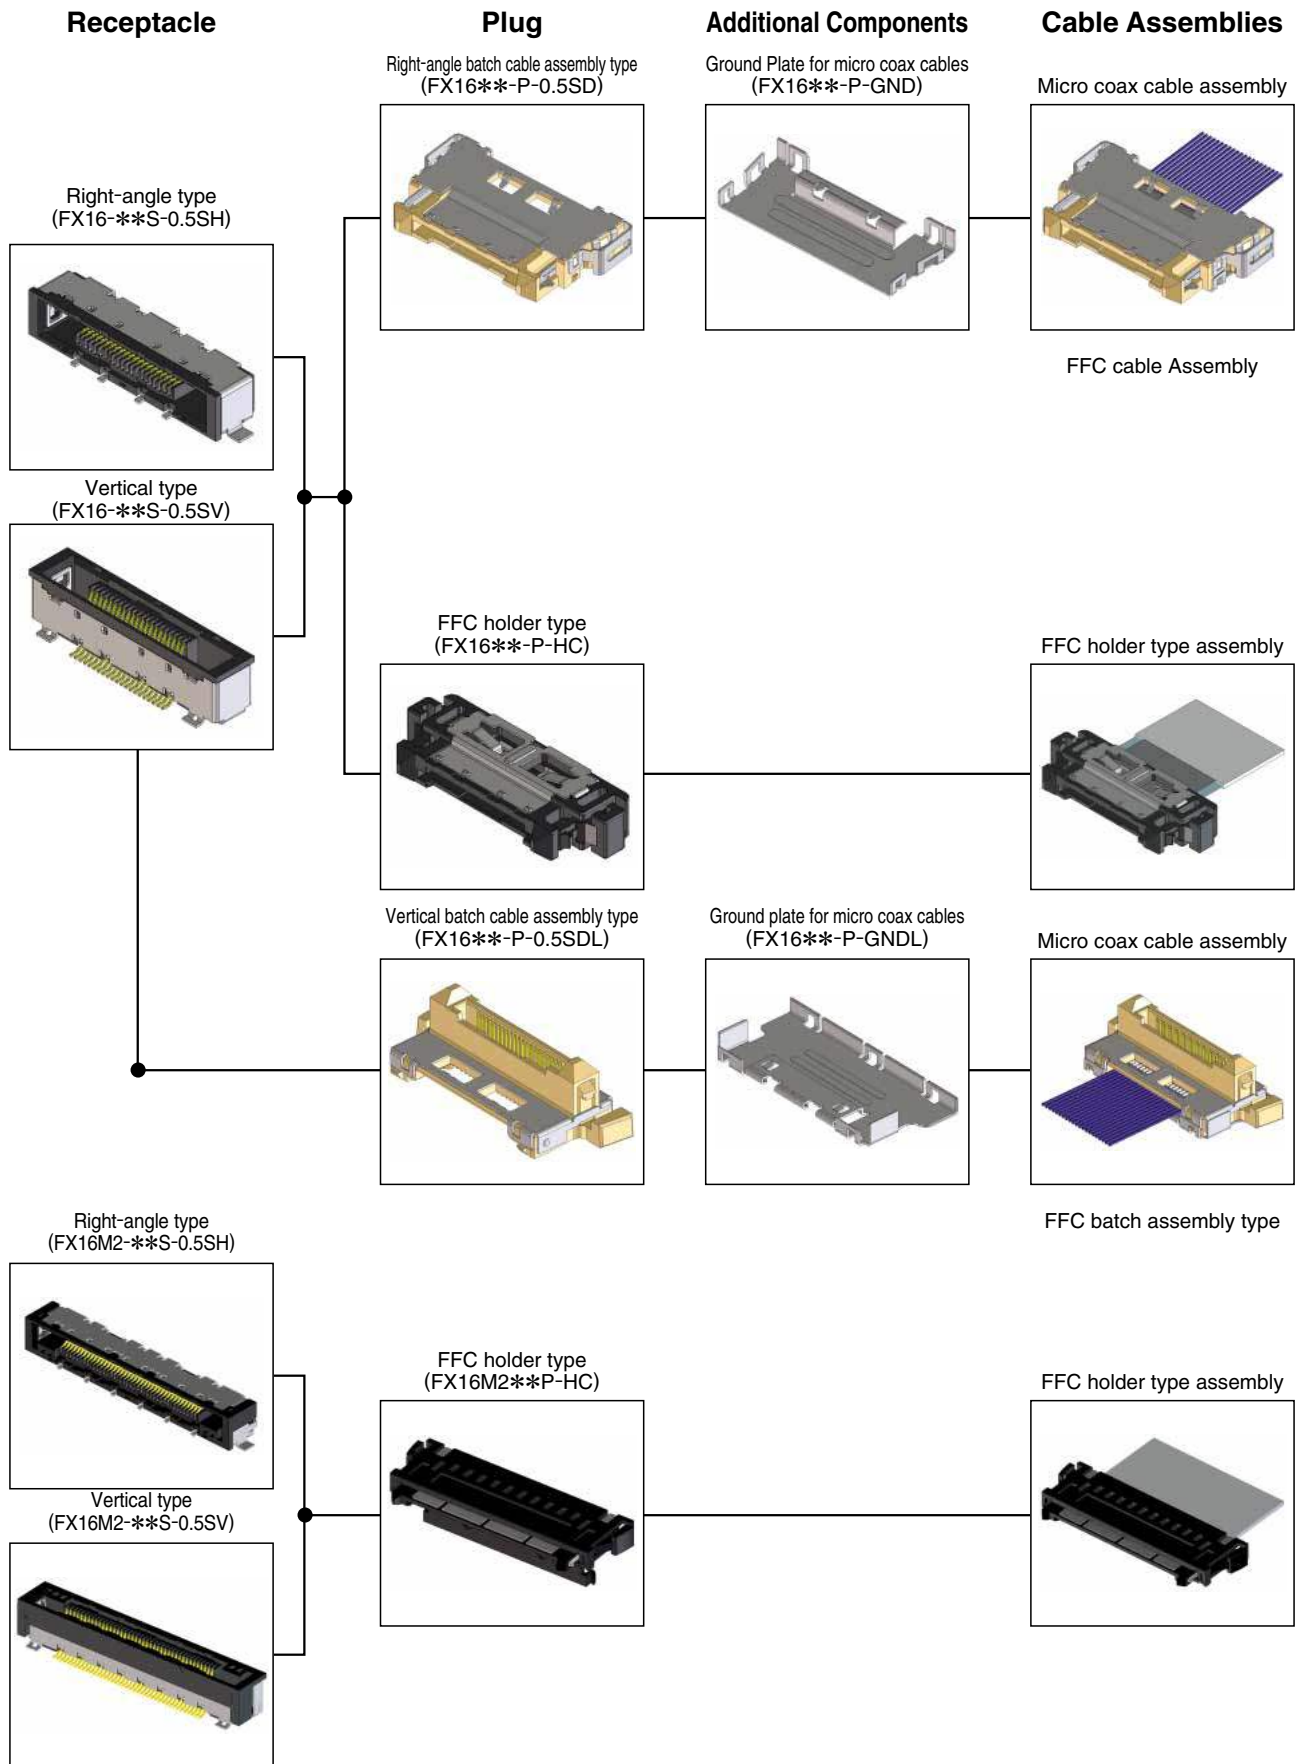 Receptacle
Plug
Additional Components
Cable Assemblies
Right-angle batch cable assembly type
(FX16**-P-0.5SD)
Ground Plate for micro coax cables
(FX16**-P-GND)
Micro coax cable assembly
Right-angle type
(FX16-**S-0.5SH)
FFC cable Assembly
Vertical type
(FX16-**S-0.5SV)
FFC holder type
(FX16**-P-HC)
FFC holder type assembly
Vertical batch cable assembly type
(FX16**-P-0.5SDL)
Ground plate for micro coax cables
(FX16**-P-GNDL)
Micro coax cable assembly
Right-angle type
(FX16M2-**S-0.5SH)
FFC batch assembly type
FFC holder type
(FX16M2**P-HC)
FFC holder type assembly
Vertical type
(FX16M2-**S-0.5SV)